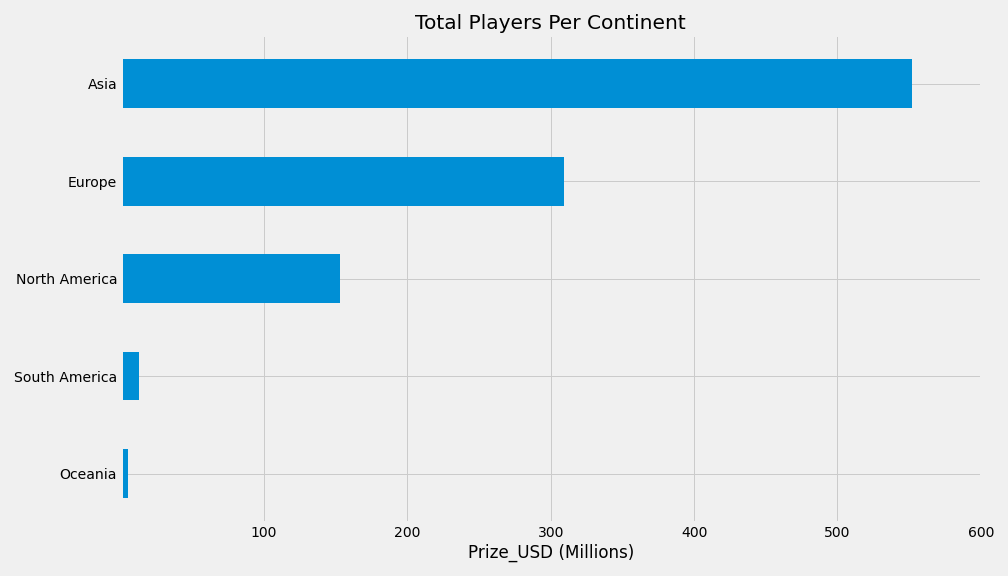 Total Players Per Continent
Asia
Europe
North America
South America
Oceania
100 200 300 400 500 600
Prize_USD (Millions)